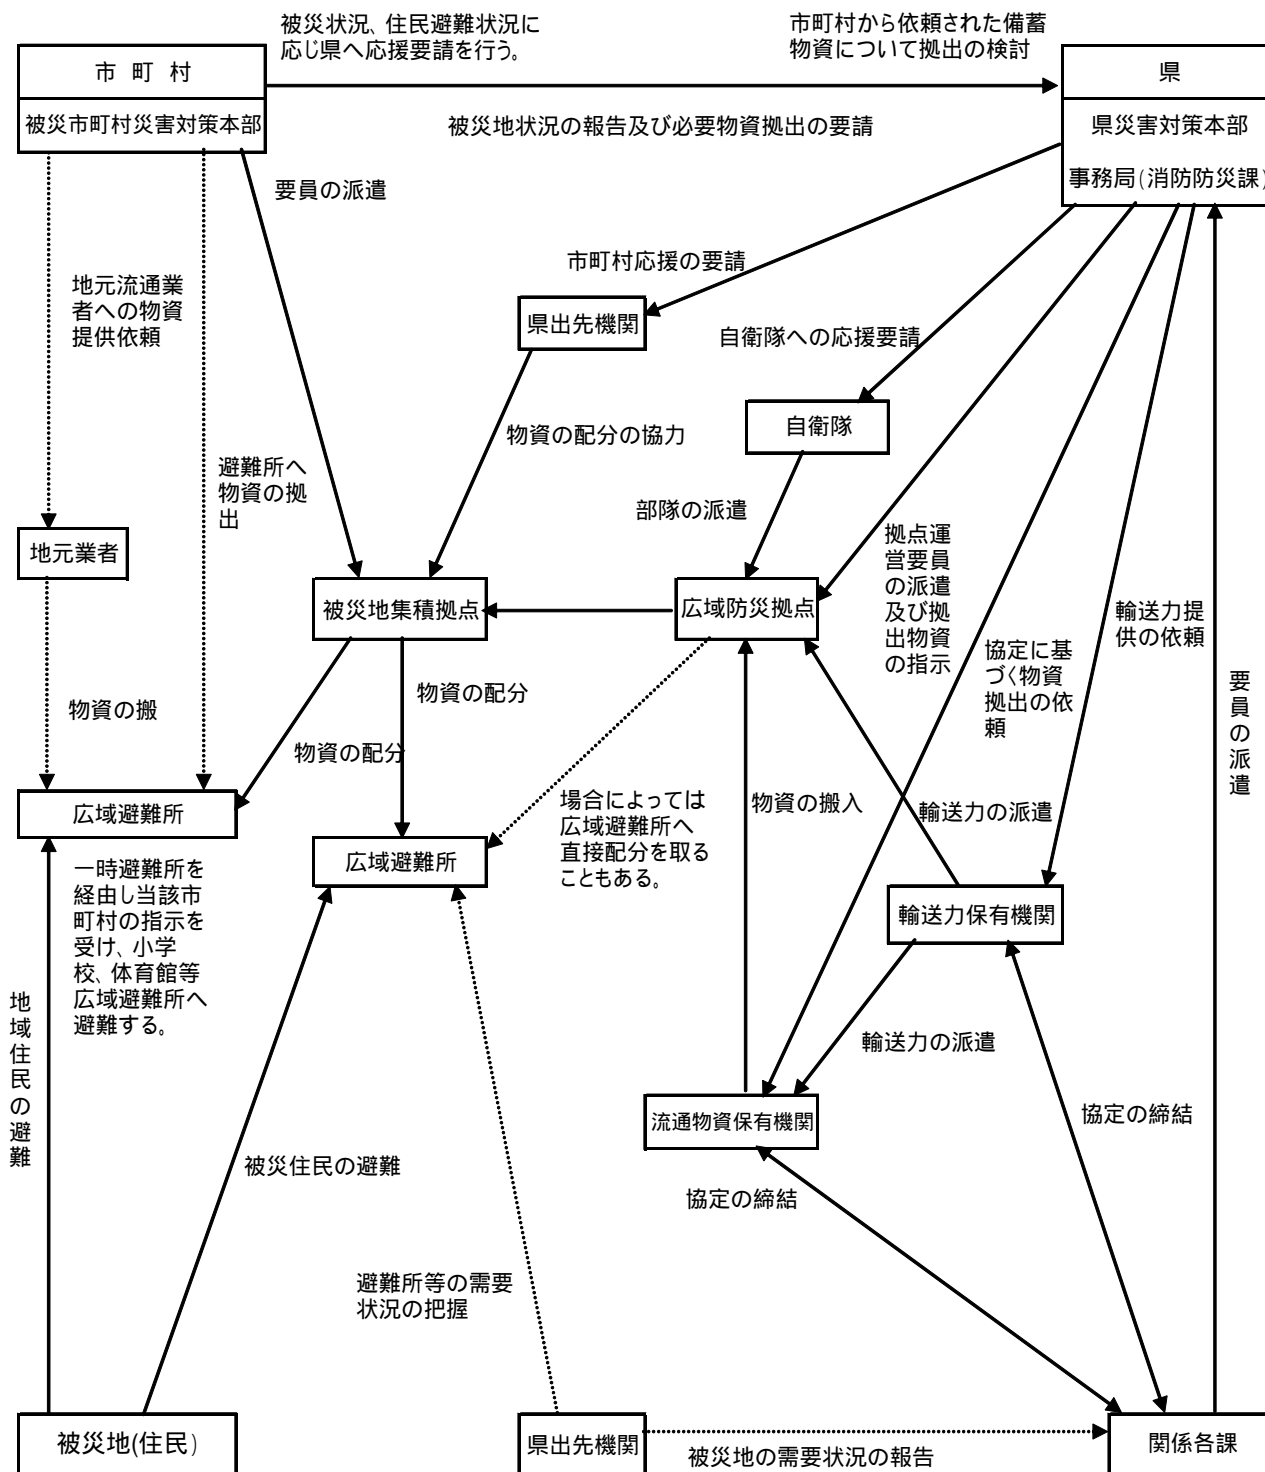 被災状況、住民避難状況に
応じ県へ応援要請を行う。
市町村から依頼された備蓄
物資について拠出の検討
市 町 村
被災市町村災害対策本部
県
県災害対策本部
事務局(消防防災課)
被災地状況の報告及び必要物資拠出の要請
要員の派遣
市町村応援の要請
地元流通業
者への物資
提供依頼
県出先機関
自衛隊への応援要請
自衛隊
物資の配分の協力
避難所へ
物資の拠
出
部隊の派遣
拠点運
営要員
の派遣
及び拠
出物資
の指示
地元業者
被災地集積拠点
広域防災拠点
輸送力提
供の依頼
協定に基
づく物資
拠出の依
頼
要員の派遣
物資の搬
物資の配分
物資の配分
場合によっては
広域避難所へ
直接配分を取る
こともある。
物資の搬入
輸送力の派遣
広域避難所
広域避難所
一時避難所を
経由し当該市
町村の指示を
受け、小学
校、体育館等
広域避難所へ
避難する。
輸送力保有機関
地域住民の避難
輸送力の派遣
流通物資保有機関
協定の締結
被災住民の避難
協定の締結
避難所等の需要
状況の把握
被災地(住民)
県出先機関
被災地の需要状況の報告
関係各課